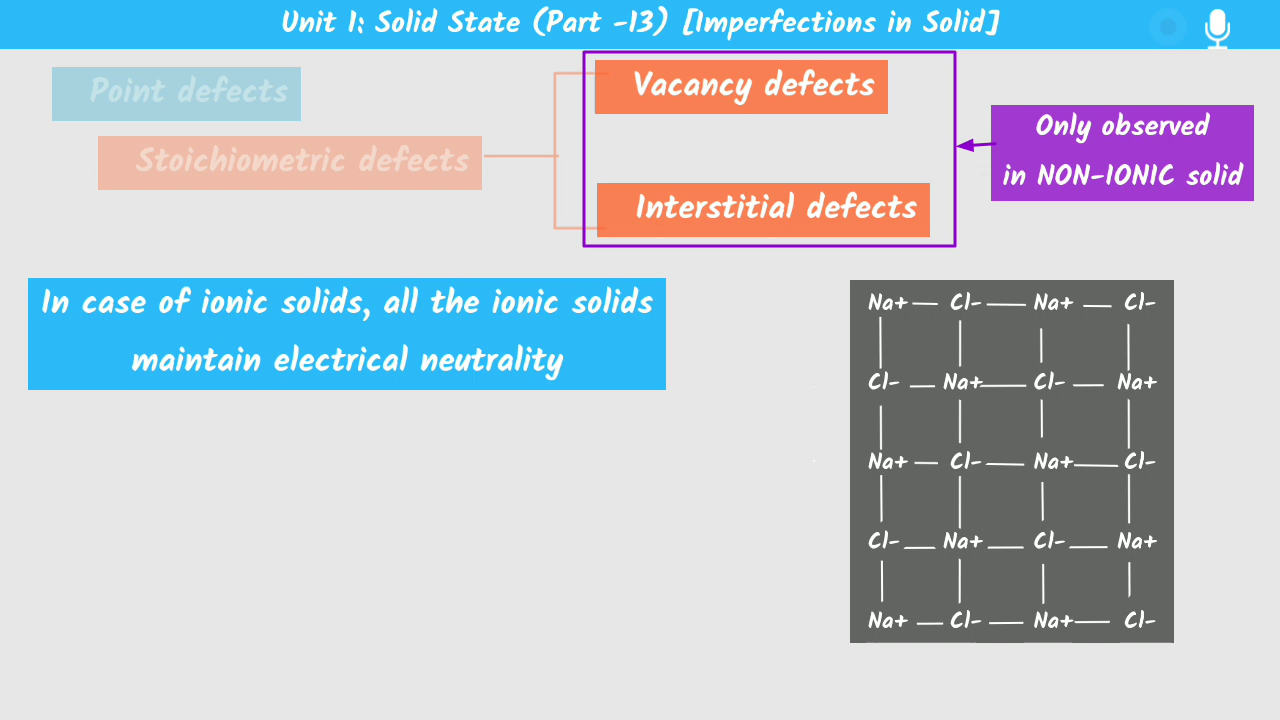 Unit 1: Solid State (Part -13) [Imperfections in Solid]
Point defects
Stoichiometric defects
Vacancy defects
Interstitial defects
Only observed
in NON-IONIC solid
In case of ionic solids, all the ionic solids
maintain electrical neutrality
Na+ Cl- Na+ Cl-
Cl- Na+ Cl- Na+
Na+ Cl- Na+ Cl-
Cl- Na+ Cl- Na+
Na+ Cl- Na+ Cl-